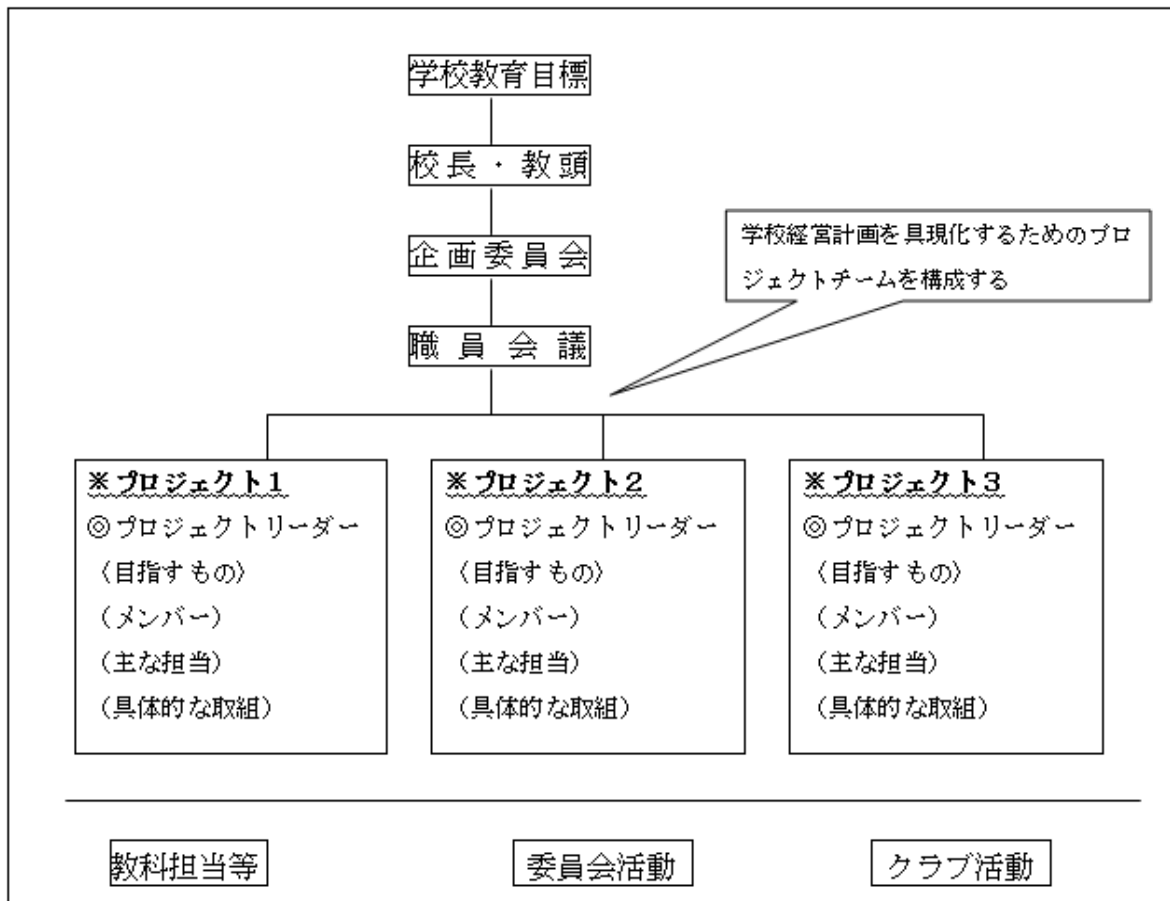 学校教育目標
校長・教頭
企画委員会
職員会議
学校経営計画を具現化するためのプロ
ジェクトチームを構成する
※プロジェクト1
◎プロジェクトリーダー
〈目指すもの〉
（メンバー）
（主な担当）
（具体的な取組）
※プロジェクト2
◎プロジェクトリーダー
〈目指すもの〉
（メンバー）
（主な担当）
（具体的な取組）
※プロジェクト3
◎プロジェクトリーダー
〈目指すもの〉
（メンバー）
（主な担当）
（具体的な取組）
教科担当等
委員会活動
クラブ活動